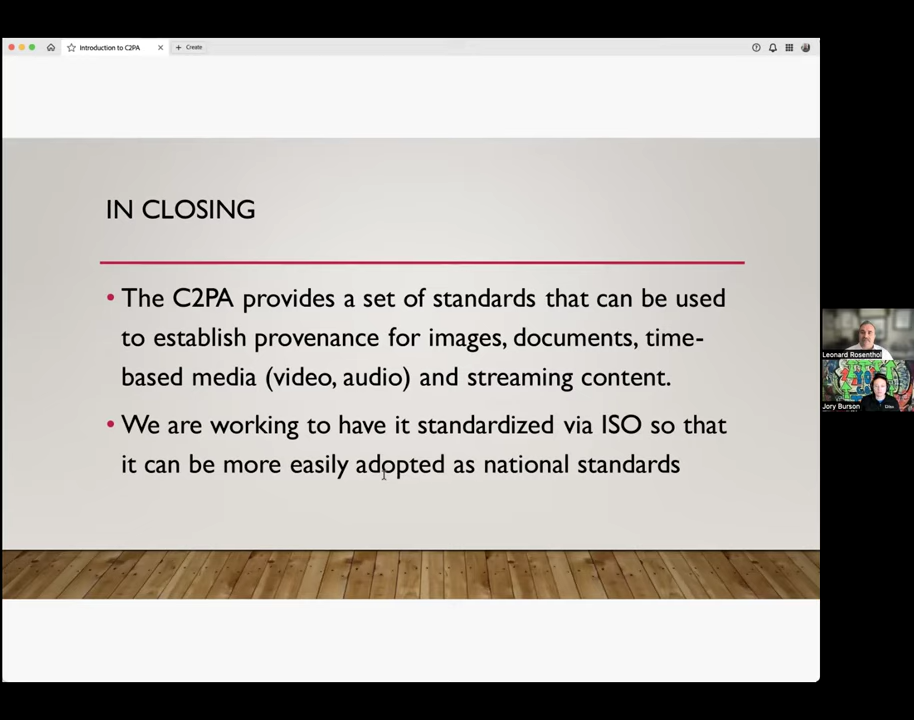 Introduction to C2PA
Create
IN CLOSING
• The C2PA provides a set of standards that can be used
to establish provenance for images, documents, time-
based media (video, audio) and streaming content.
• We are working to have it standardized via ISO so that
it can be more easily adopted as national standards
Leonard Rosenthol
Jory Burson